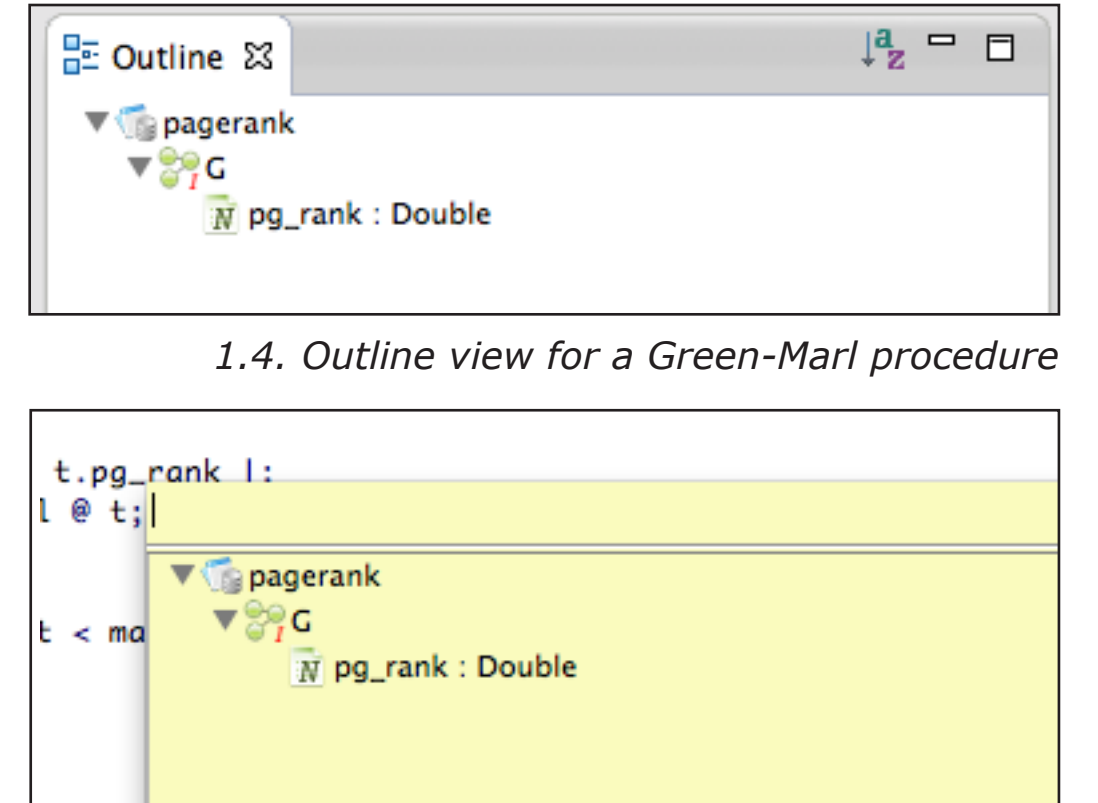 Outline
pagerank
G
pg_rank : Double
1.4. Outline view for a Green-Marl procedure
t.pg_rank |:
l @ t;
pagerank
t < ma
G
pg_rank : Double